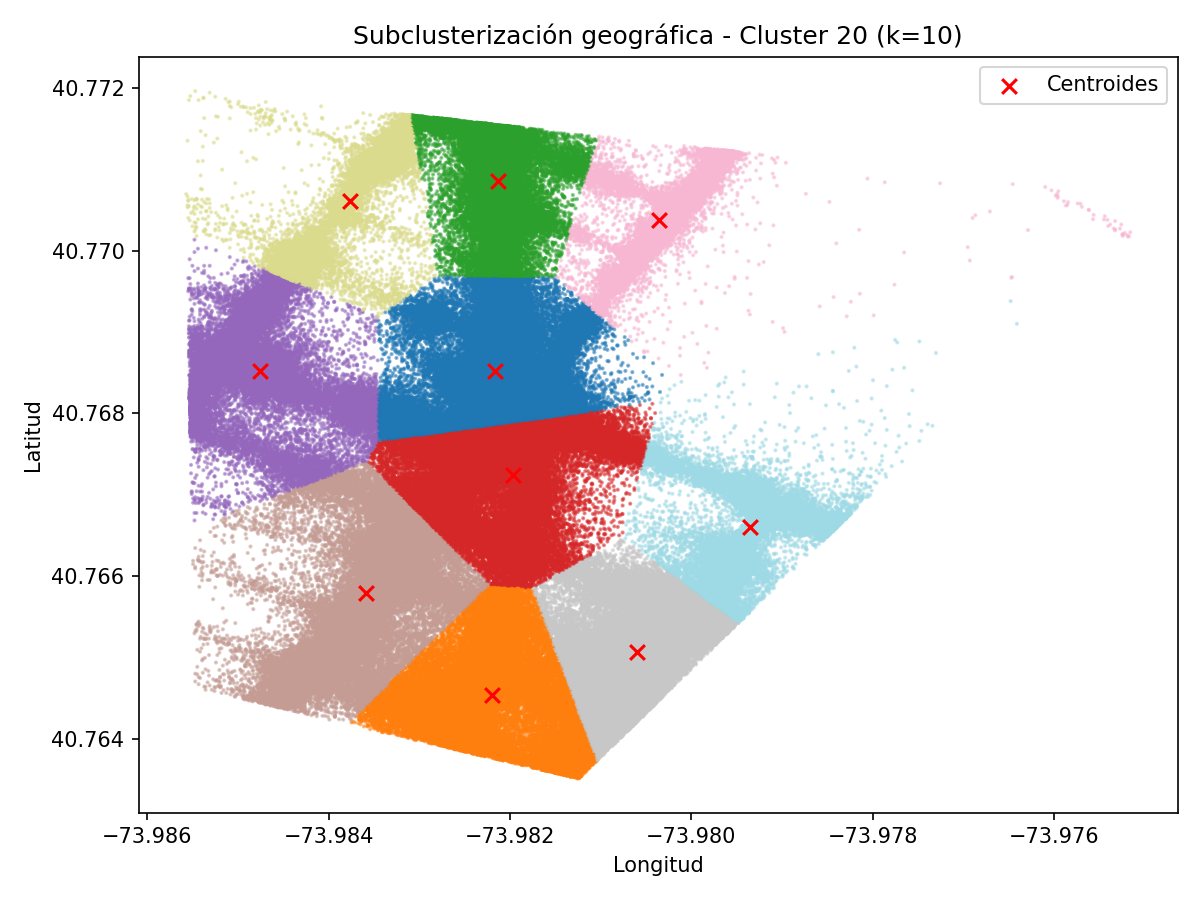 Subclusterización geográfica - Cluster 20 (k=10)
Centroides
40.772
40.770
40.768
40.766
40.764
Latitud
−73.986
−73.984
−73.982
−73.980
−73.978
−73.976
Longitud